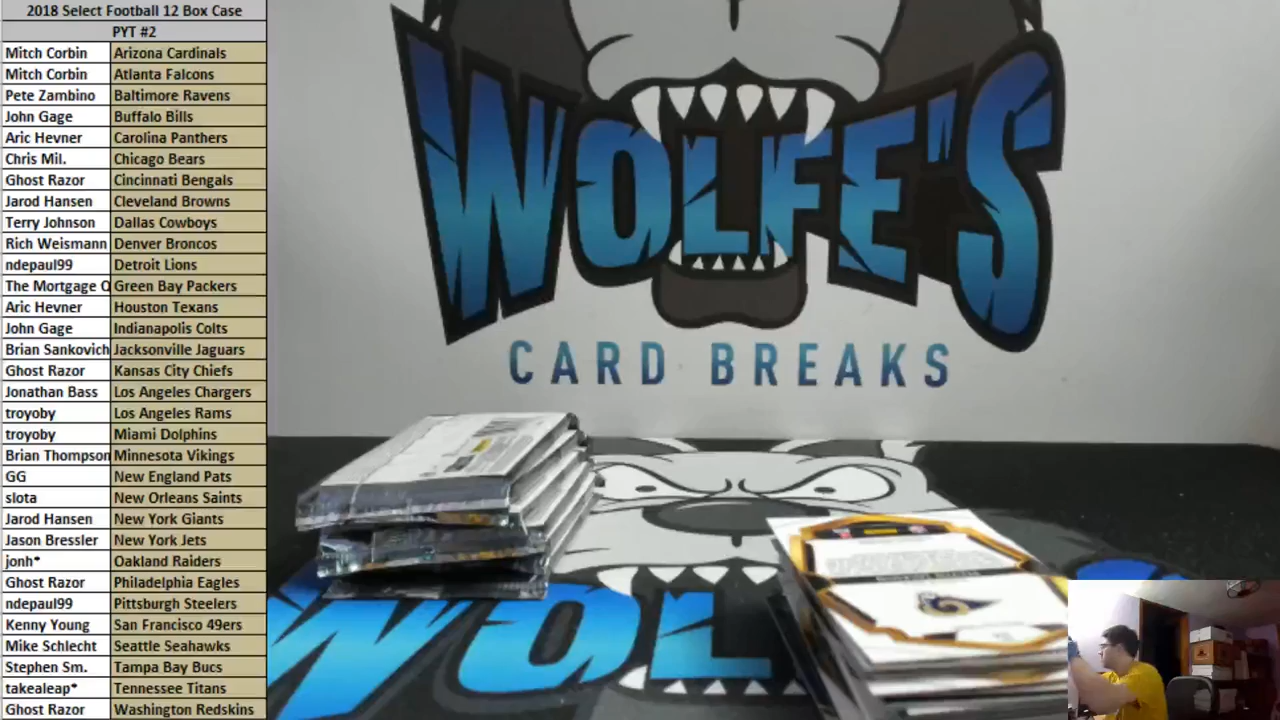 2018 Select Football 12 Box Case
PYT #2
Mitch Corbin Arizona Cardinals
Mitch Corbin Atlanta Falcons
Pete Zambino Baltimore Ravens
John Gage Buffalo Bills
Aric Hevner Carolina Panthers
Chris Mil. Chicago Bears
Ghost Razor Cincinnati Bengals
Jarod Hansen Cleveland Browns
Terry Johnson Dallas Cowboys
Rich Weismann Denver Broncos
ndepaul99 Detroit Lions
The Mortgage Green Bay Packers
Aric Hevner Houston Texans
John Gage Indianapolis Colts
Brian Sankovich Jacksonville Jaguars
Ghost Razor Kansas City Chiefs
Jonathan Bass Los Angeles Chargers
troyoby Los Angeles Rams
troyoby Miami Dolphins
Brian Thompson Minnesota Vikings
GG New England Pats
slota New Orleans Saints
Jarod Hansen New York Giants
Jason Bressler New York Jets
jonh* Oakland Raiders
Ghost Razor Philadelphia Eagles
ndepaul99 Pittsburgh Steelers
Kenny Young San Francisco 49ers
Mike Schlecht Seattle Seahawks
Stephen Sm. Tampa Bay Bucs
takealeap* Tennessee Titans
Ghost Razor Washington Redskins
WOLFE'S
CARD BREAKS
WOL